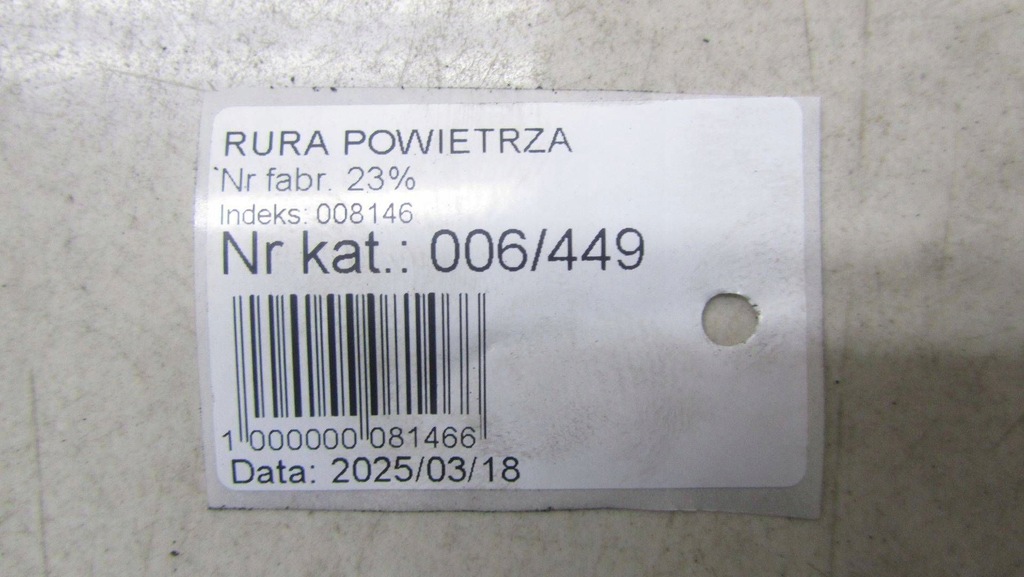 RURA POWIETRZA
Nr fabr. 23%
Indeks: 008146
Nr kat.: 006/449
1 000000 081466
Data: 2025/03/18